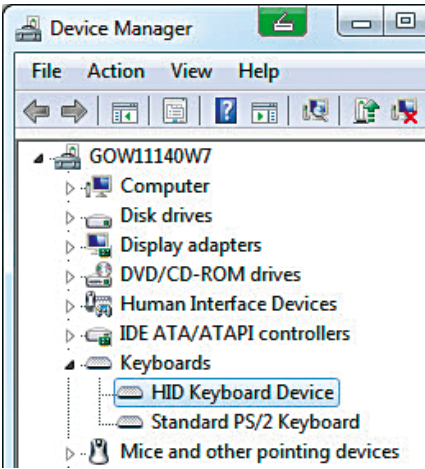 Device Manager
File Action View Help
GOW11140W7
Computer
Disk drives
Display adapters
DVD/CD-ROM drives
Human Interface Devices
IDE ATA/ATAPI controllers
Keyboards
HID Keyboard Device
Standard PS/2 Keyboard
Mice and other pointing devices